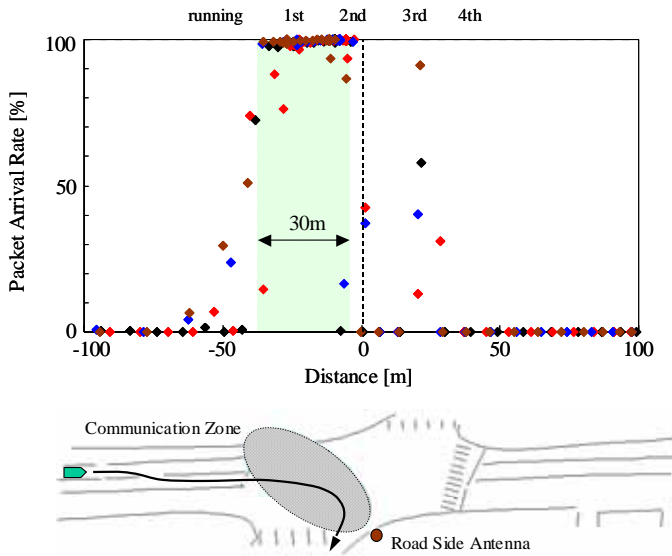 running 1st 2nd 3rd 4th
100
50
0
Packet Arrival Rate [%]
30m
-100 -50 0 50 100
Distance [m]
Communication Zone
Road Side Antenna